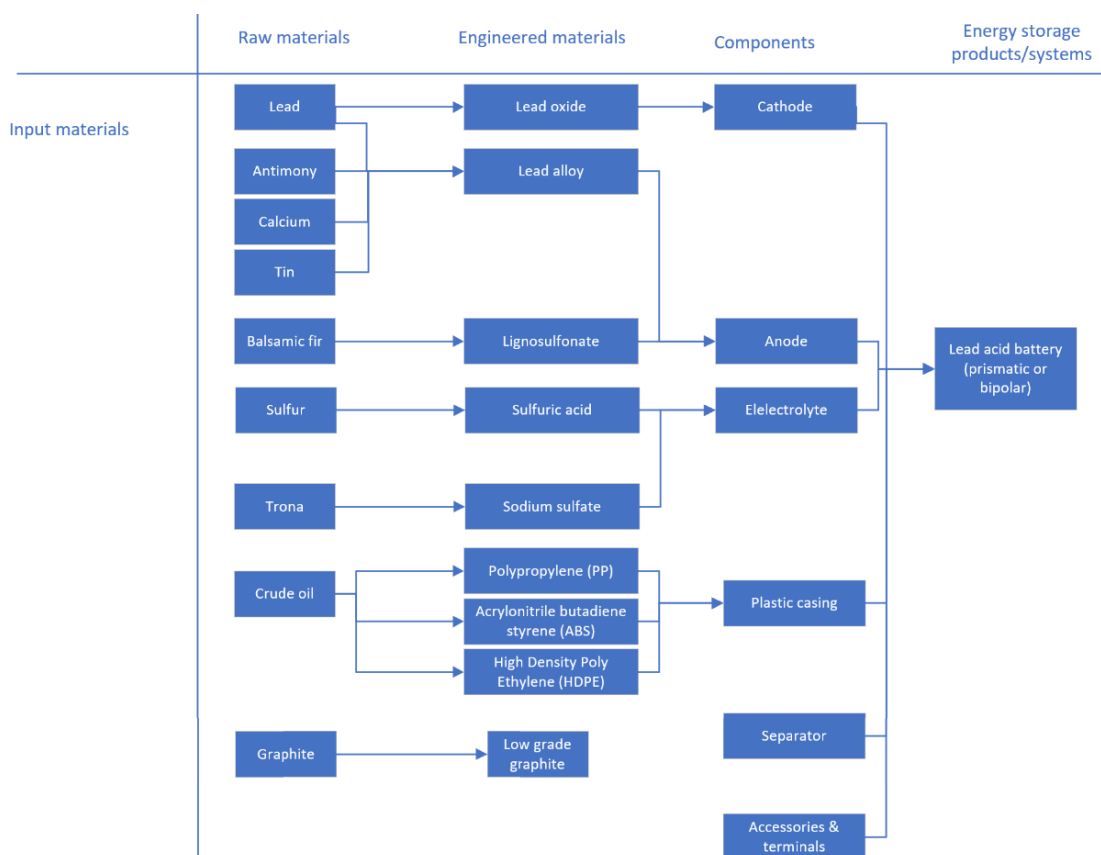 Raw materials
Engineered materials
Components
Energy storage
products/systems
Input materials
Lead
Lead oxide
Cathode
Antimony
Lead alloy
Calcium
Tin
Balsamic fir
Lignosulfonate
Anode
Lead acid battery
(prismatic or
bipolar)
Sulfur
Sulfuric acid
Elelectrolyte
Trona
Sodium sulfate
Crude oil
Polypropylene (PP)
Acrylonitrile butadiene
styrene (ABS)
High Density Poly
Ethylene (HDPE)
Plastic casing
Graphite
Low grade
graphite
Separator
Accessories &
terminals